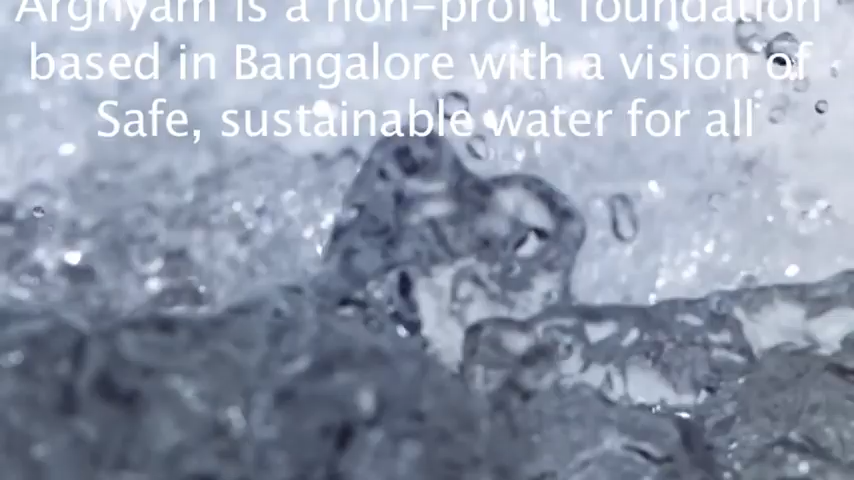 Arghyam is a non-profit foundation
based in Bangalore with a vision of
Safe, sustainable water for all